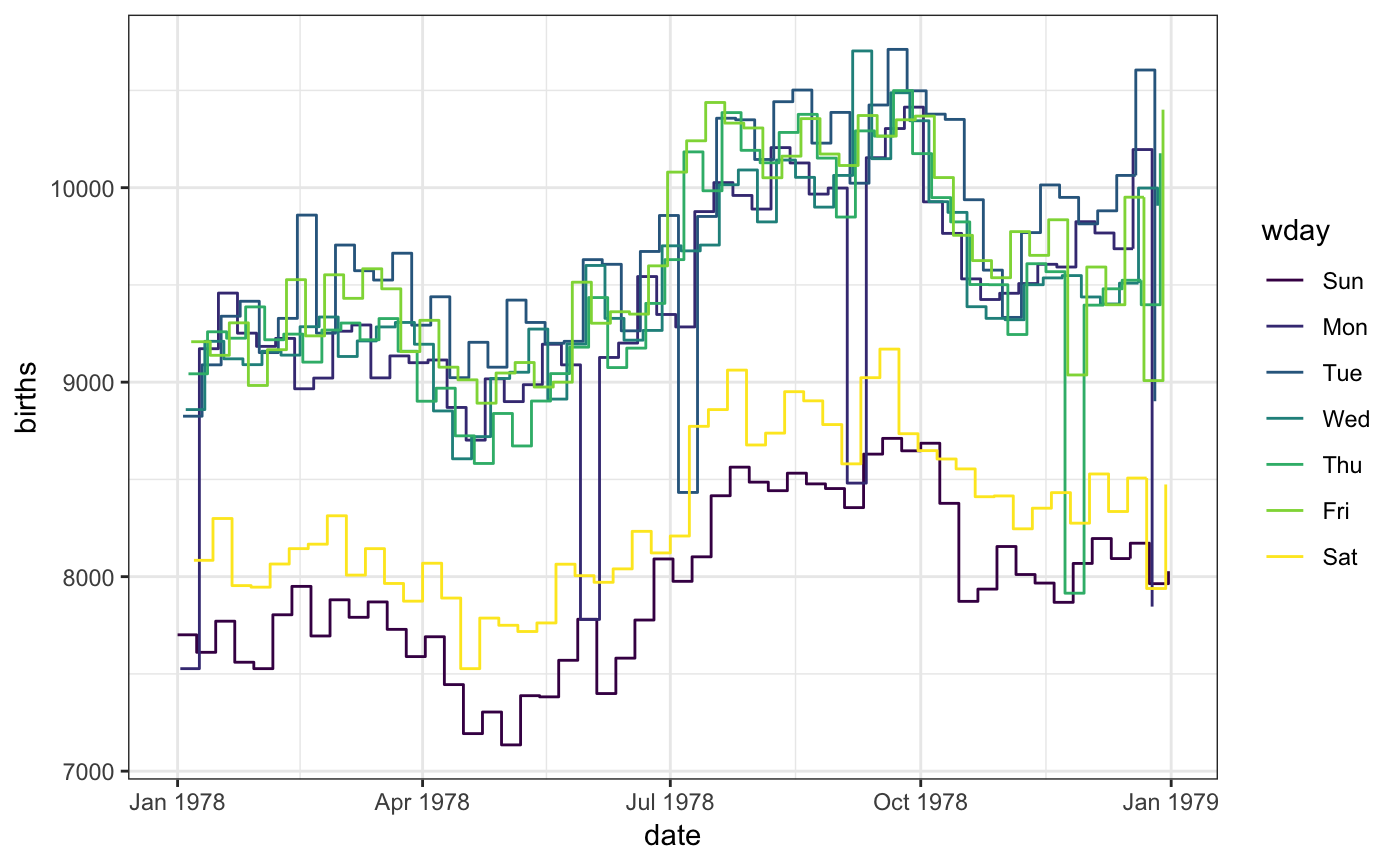 births
10000
9000
8000
7000
Jan 1978 Apr 1978 Jul 1978 Oct 1978 Jan 1979
date
wday
Sun
Mon
Tue
Wed
Thu
Fri
Sat